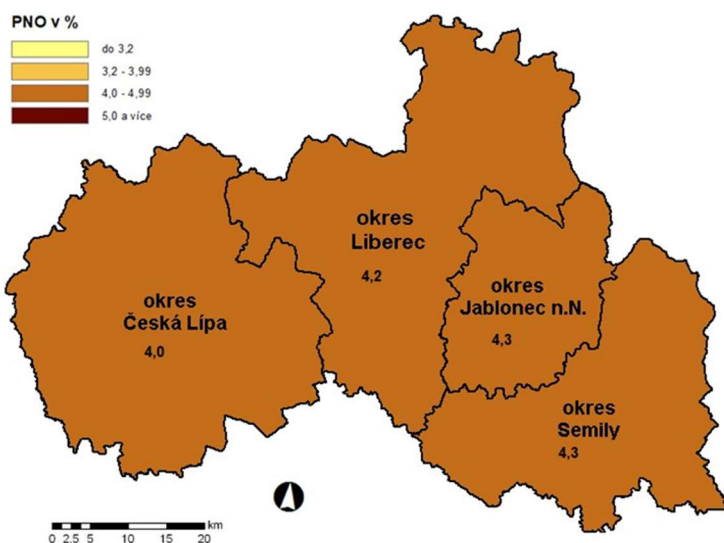 PNO v %
do 3,2
3,2 - 3,99
4,0 - 4,99
5,0 a více
okres
Liberec
4,2
okres
Jablonec n.N.
4,3
okres
Česká Lípa
4,0
okres
Semily
4,3
km
0 2,5 5 10 15 20